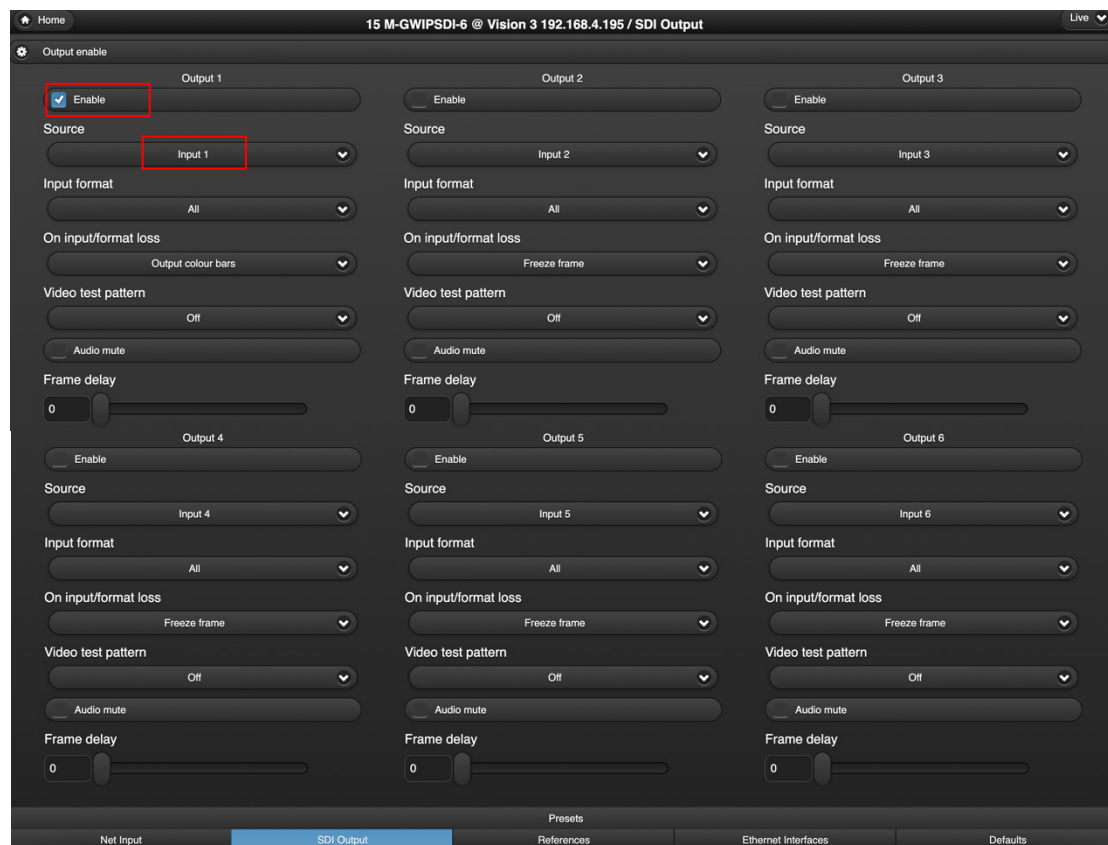 Home 15 M-GWIPSDI-6 @ Vision 3 192.168.4.195 / SDI Output Live
Output enable
Output 1 Output 2 Output 3
Enable Enable Enable
Source Source Source
Input 1 Input 2 Input 3
Input format Input format Input format
All All All
On input/format loss On input/format loss On input/format loss
Output colour bars Freeze frame Freeze frame
Video test pattern Video test pattern Video test pattern
Off Off Off
Audio mute Audio mute Audio mute
Frame delay Frame delay Frame delay
0 0 0
Output 4 Output 5 Output 6
Enable Enable Enable
Source Source Source
Input 4 Input 5 Input 6
Input format Input format Input format
All All All
On input/format loss On input/format loss On input/format loss
Freeze frame Freeze frame Freeze frame
Video test pattern Video test pattern Video test pattern
Off Off Off
Audio mute Audio mute Audio mute
Frame delay Frame delay Frame delay
0 0 0
Presets
Net Input SDI Output References Ethernet Interfaces Defaults